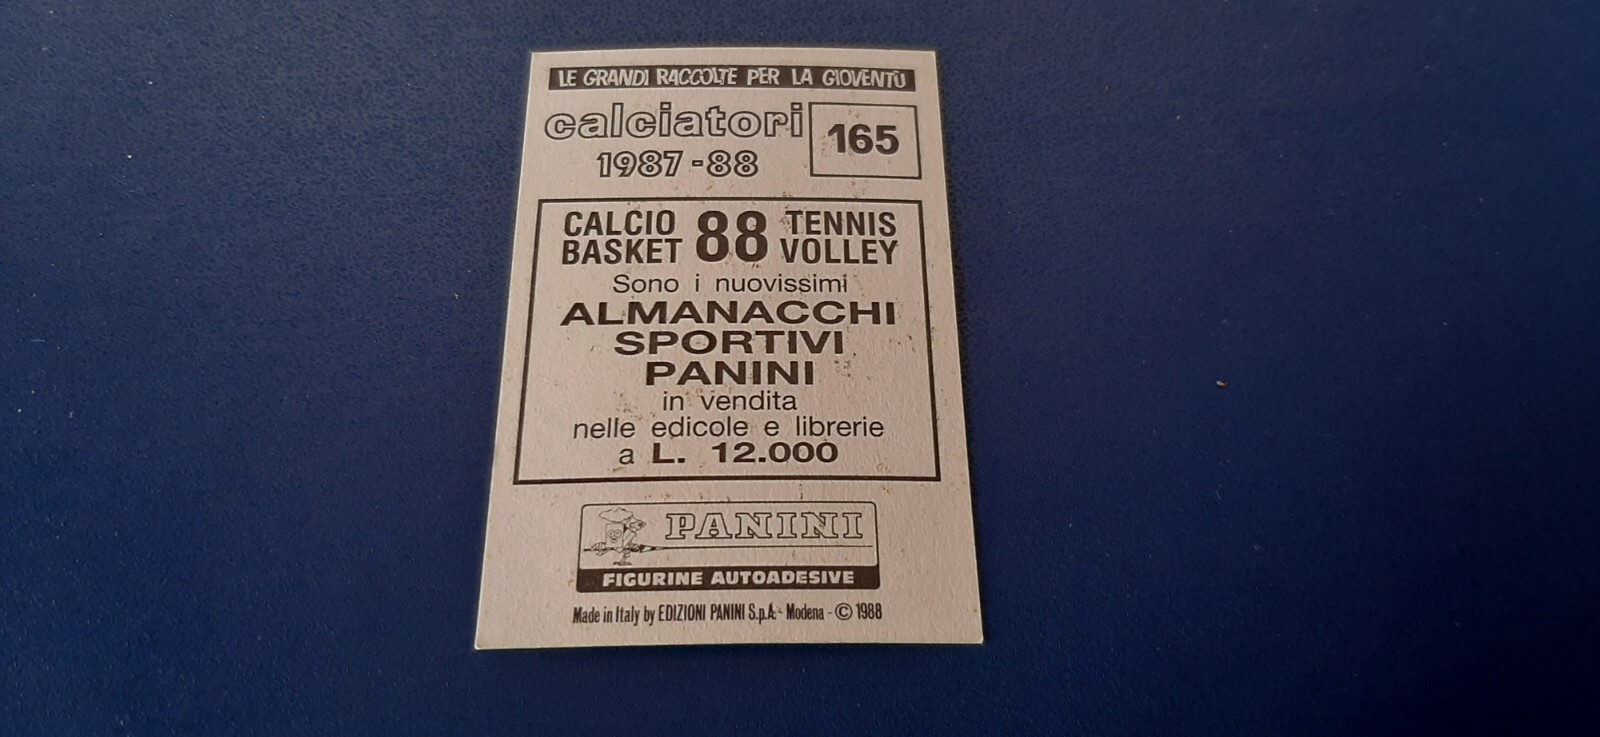 LE GRANDI RACCOLTE PER LA GIOVENTÙ
calciatori
1987-88
165
CALCIO 88 TENNIS
BASKET VOLLEY
Sono i nuovissimi
ALMANACCHI
SPORTIVI
PANINI
in vendita
nelle edicole e librerie
a L. 12.000
PANINI
FIGURINE AUTOADESIVE
Made in Italy by EDIZIONI PANINI S.p.A. - Modena - © 1988